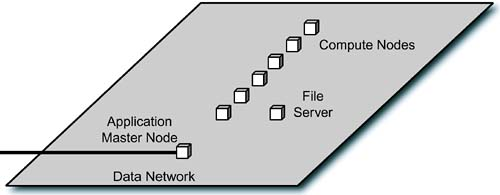 Compute Nodes
File
Server
Application
Master Node
Data Network